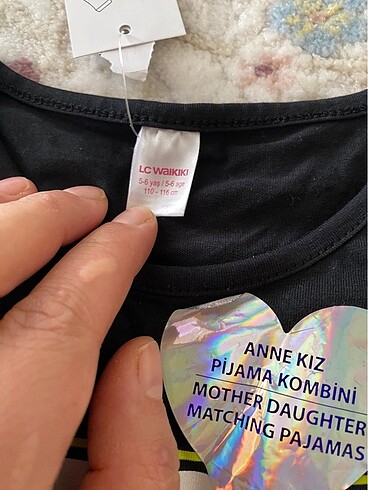 LC WAIKIKI
5-6 yaş / 5-6 age
110 - 116 cm
ANNE KIZ
PİJAMA KOMBİNİ
MOTHER DAUGHTER
MATCHING PAJAMAS